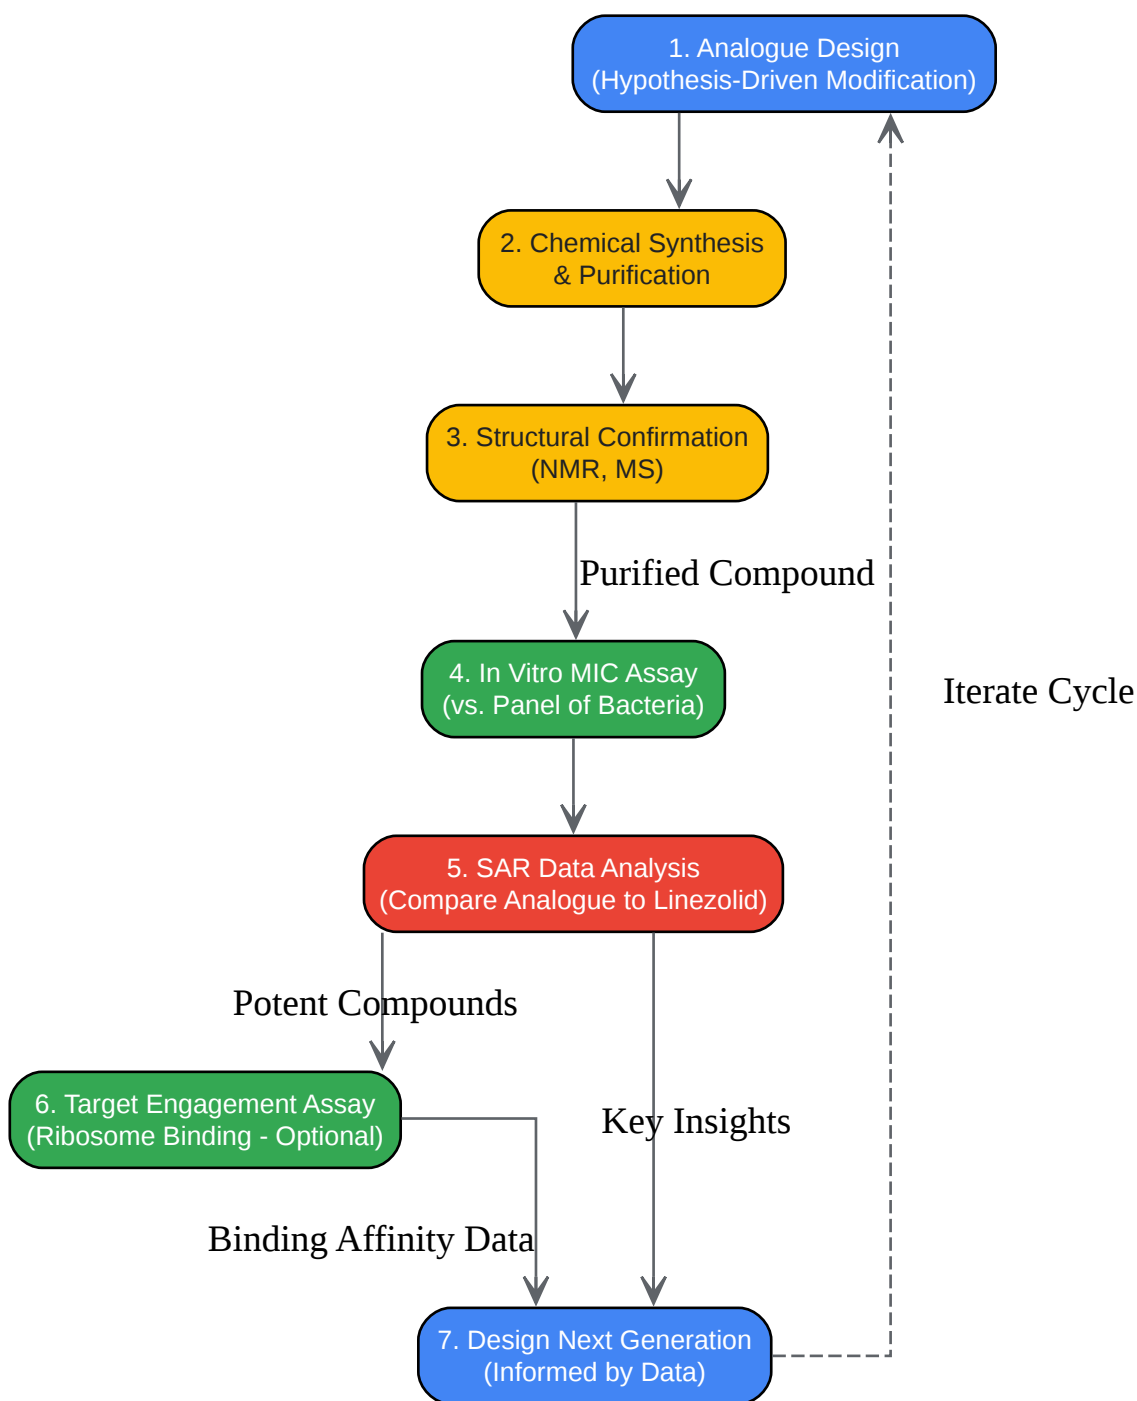 1. Analogue Design
(Hypothesis-Driven Modification)
2. Chemical Synthesis
& Purification
3. Structural Confirmation
(NMR, MS)
Purified Compound
4. In Vitro MIC Assay
(vs. Panel of Bacteria)
Iterate Cycle
5. SAR Data Analysis
(Compare Analogue to Linezolid)
Potent Compounds
6. Target Engagement Assay
(Ribosome Binding - Optional)
Key Insights
Binding Affinity Data
7. Design Next Generation
(Informed by Data)